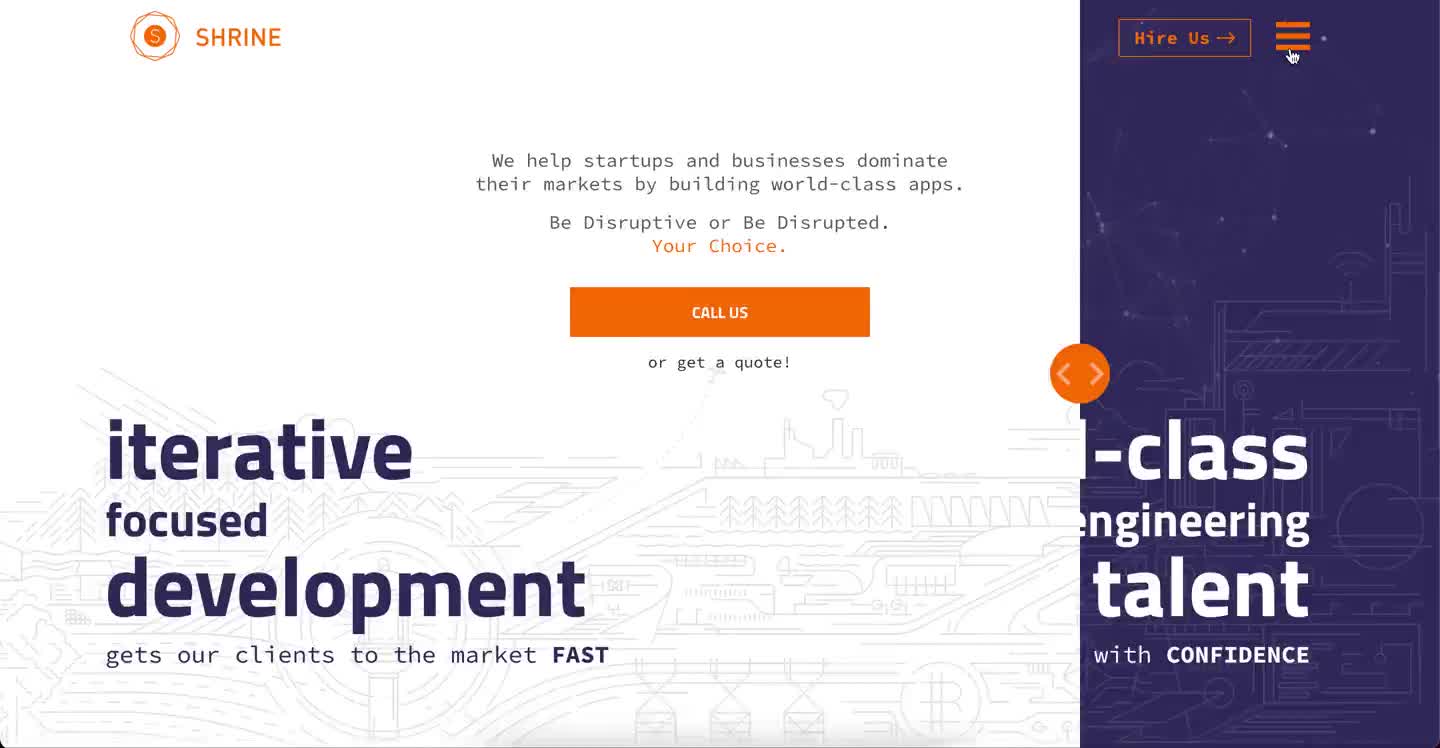 SHRINE
Hire Us →
We help startups and businesses dominate
their markets by building world-class apps.
Be Disruptive or Be Disrupted.
Your Choice.
CALL US
or get a quote!
iterative
focused
development
gets our clients to the market FAST
-class
engineering
talent
with CONFIDENCE